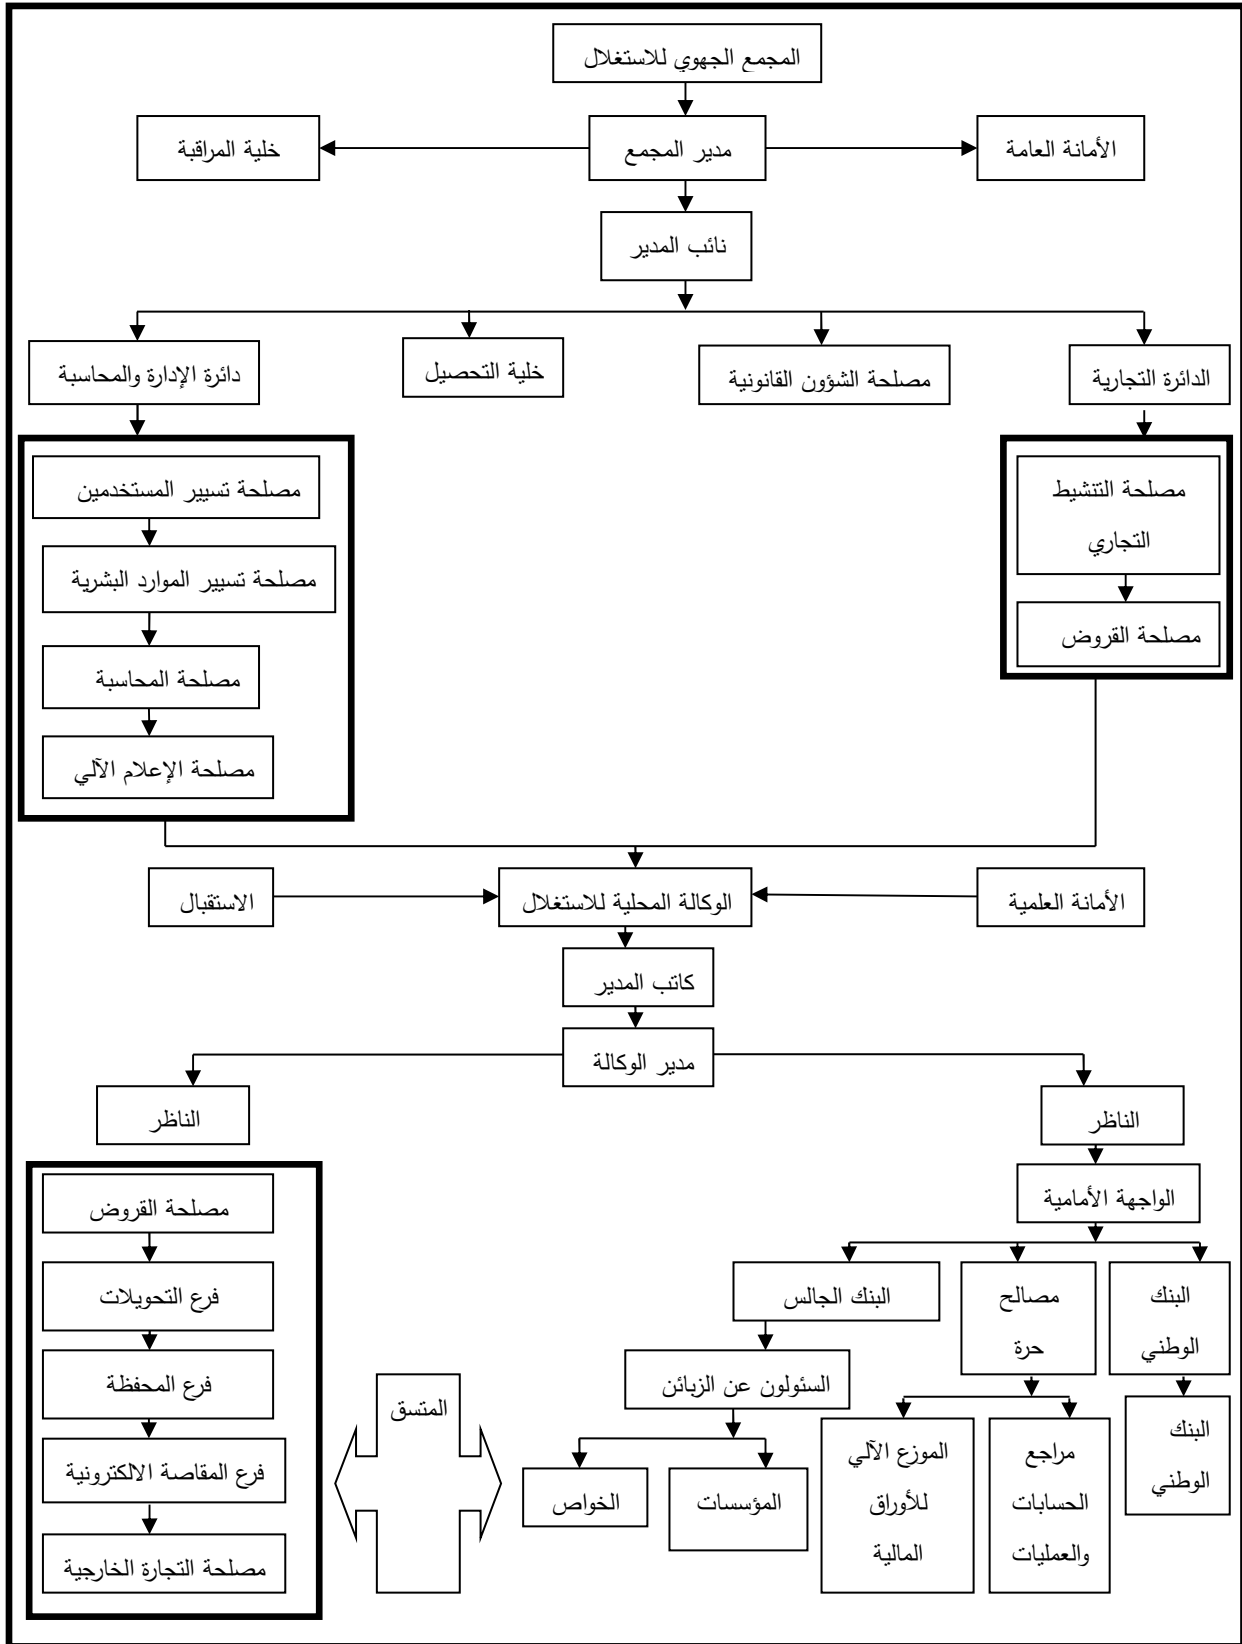 المجمع الجهوي للاستغلال
الأمانة العامة
مدير المجمع
خلية المراقبة
نائب المدير
الدائرة التجارية
مصلحة الشؤون القانونية
خلية التحصيل
دائرة الإدارة والمحاسبة
مصلحة التنشيط
التجاري
مصلحة القروض
مصلحة تسيير المستخدمين
مصلحة تسيير الموارد البشرية
مصلحة المحاسبة
مصلحة الإعلام الآلي
الأمانة العلمية
الوكالة المحلية للاستغلال
الاستقبال
كاتب المدير
مدير الوكالة
الناظر
الناظر
الواجهة الأمامية
البنك
الوطني
مصالح
حرة
البنك الجالس
البنك
الوطني
السئولون عن الزبائن
مراجع
الحسابات
والعمليات
الموزع الآلي
للأوراق
المالية
المؤسسات
الخواص
المتسق
مصلحة القروض
فرع التحويلات
فرع المحفظة
فرع المقاصة الالكترونية
مصلحة التجارة الخارجية